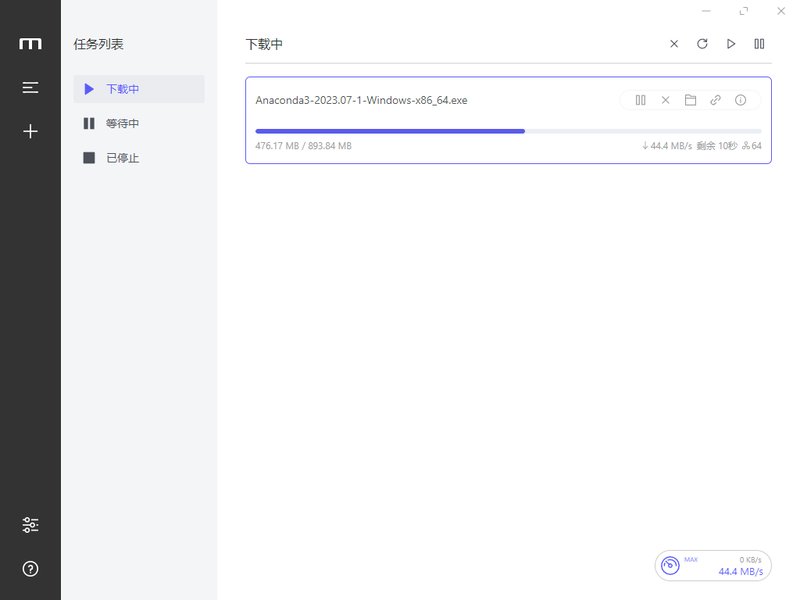 m
任务列表
下载中
等待中
已停止
下载中
Anaconda3-2023.07-1-Windows-x86_64.exe
476.17 MB / 893.84 MB
44.4 MB/s 剩余 10秒 64
MAX
0 KB/s
44.4 MB/s